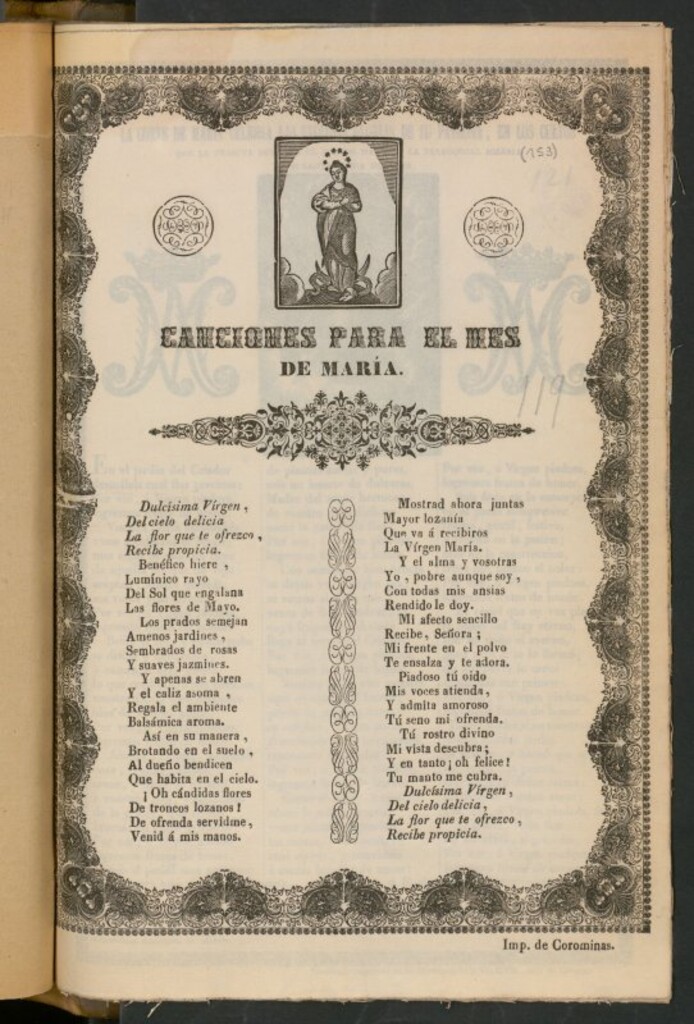 (153)
119
CANCIONES PARA EL MES
DE MARÍA.
Dulcísima Vírgen,
Del cielo delicia
La flor que te ofrezco,
Recibe propicia.
Benéfico hiere,
Lumínico rayo
Del Sol que engalana
Las flores de Mayo.
Los prados semejan
Amenos jardines,
Sembrados de rosas
Y suaves jazmines.
Y apenas se abren
Y el caliz asoma,
Regala el ambiente
Balsámica aroma.
Así en su manera,
Brotando en el suelo,
Al dueño bendicen
Que habita en el cielo.
¡Oh cándidas flores
De troncos lozanos!
De ofrenda servidme,
Venid á mis manos.
Mostrad ahora juntas
Mayor lozanía
Que va á recibiros
La Vírgen María.
Y el alma y vosotras
Yo, pobre aunque soy,
Con todas mis ansias
Rendido le doy.
Mi afecto sencillo
Recibe, Señora;
Mi frente en el polvo
Te ensalza y te adora.
Piadoso tú oido
Mis voces atienda,
Y admita amoroso
Tú seno mi ofrenda.
Tú rostro divino
Mi vista descubra;
Y en tanto ¡oh felice!
Tu manto me cubra.
Dulcísima Vírgen,
Del cielo delicia,
La flor que te ofrezco,
Recibe propicia.
Imp. de Corominas.